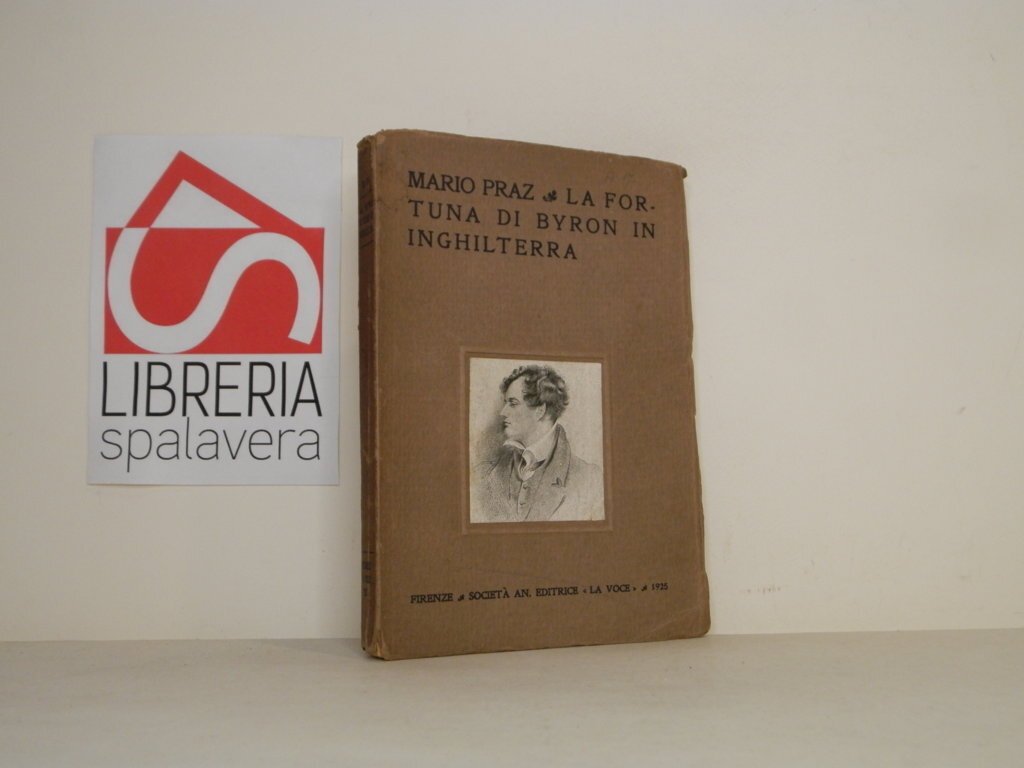 LIBRERIA
spalavera
MARIO PRAZ LA FOR-
TUNA DI BYRON IN
INGHILTERRA
FIRENZE SOCIETÀ AN. EDITRICE « LA VOCE » 1925